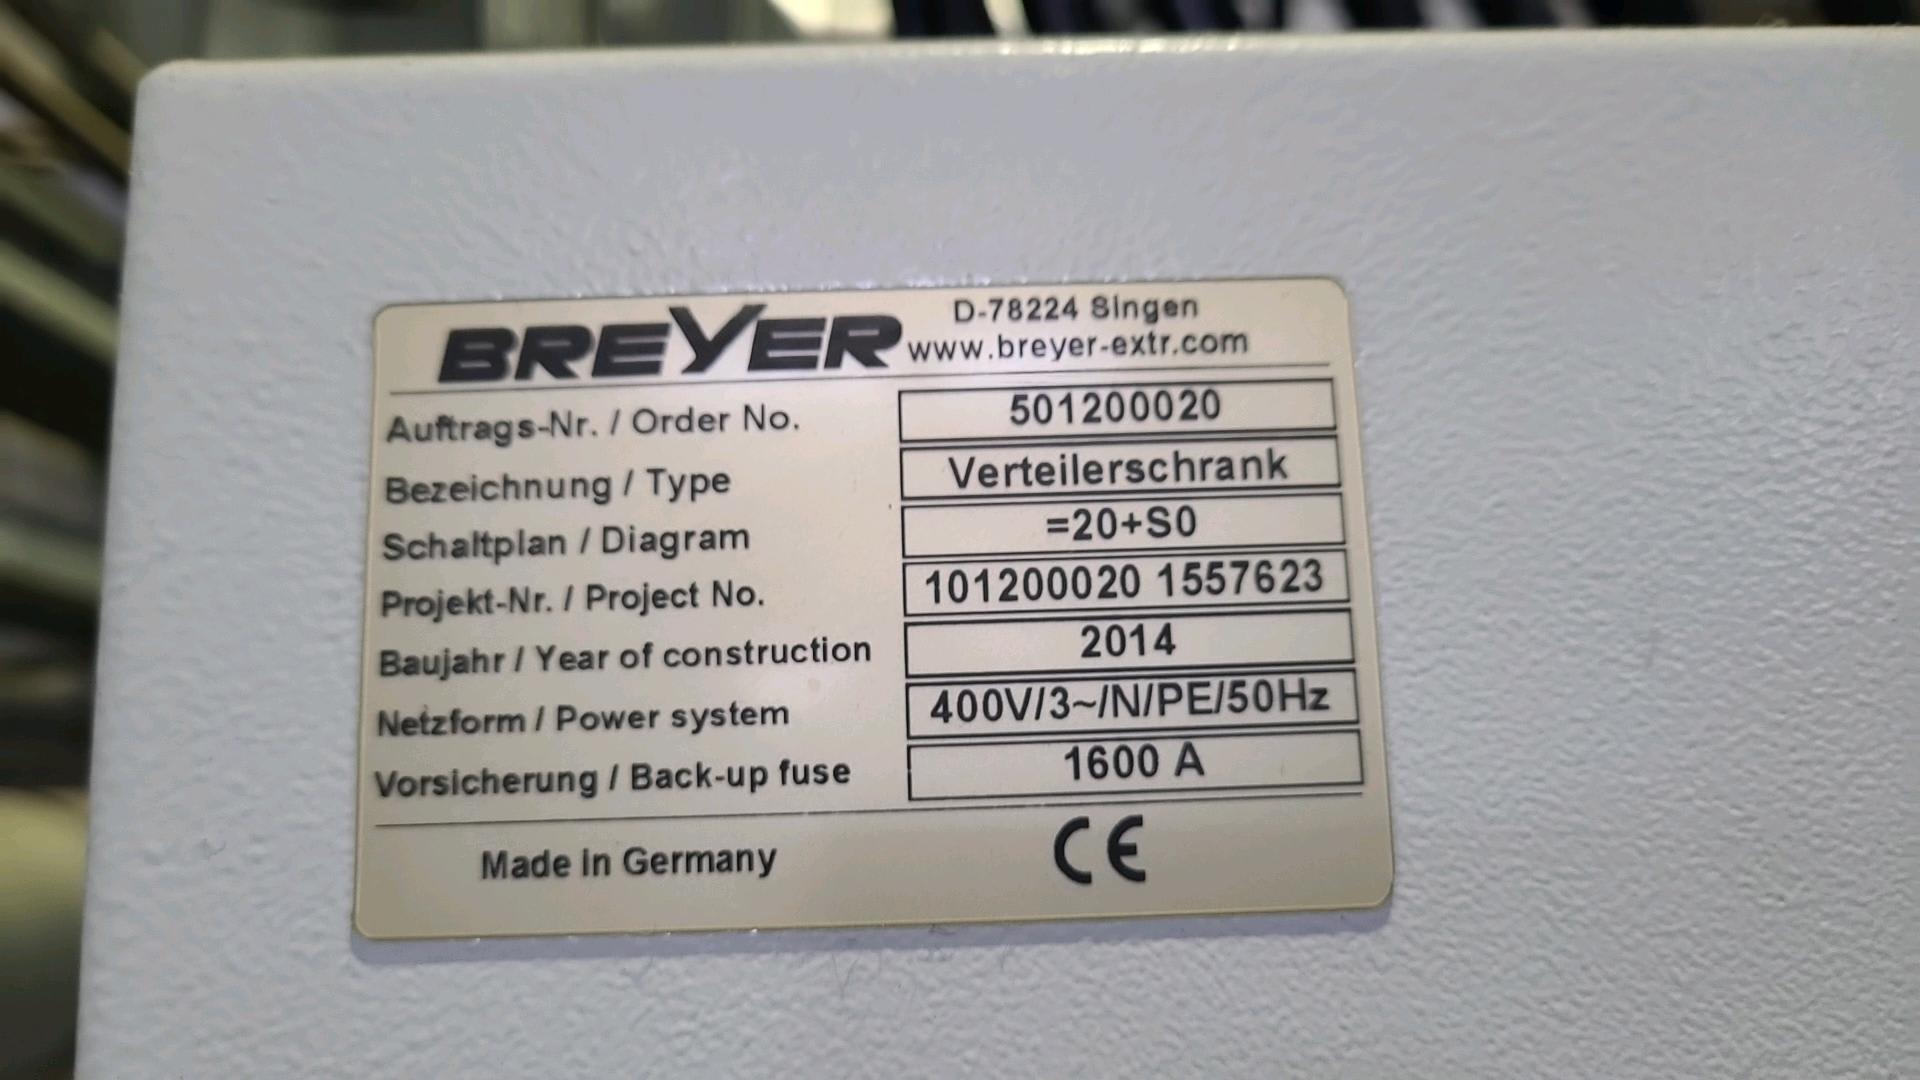 BREYER
D-78224 Singen
www.breyer-extr.com
Auftrags-Nr. / Order No. 501200020
Bezeichnung / Type Verteilerschrank
Schaltplan / Diagram =20+S0
Projekt-Nr. / Project No. 101200020 1557623
Baujahr / Year of construction 2014
Netzform / Power system 400V/3~/N/PE/50Hz
Vorsicherung / Back-up fuse 1600 A
Made in Germany CE